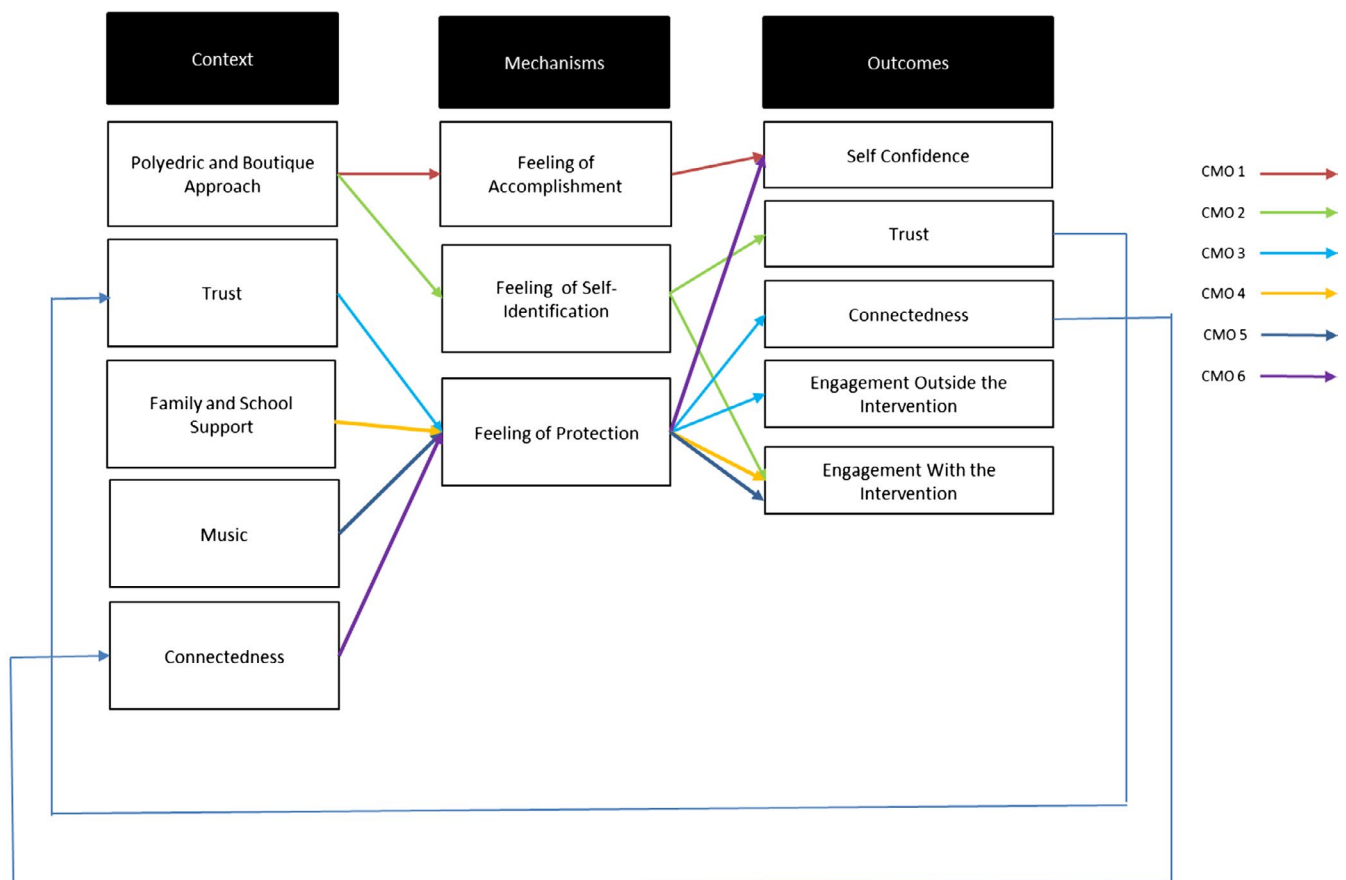 Context
Mechanisms
Outcomes
Polyedric and Boutique
Approach
Feeling of
Accomplishment
Self Confidence
Trust
Feeling of Self-
Identification
Trust
Connectedness
Family and School
Support
Feeling of Protection
Engagement Outside the
Intervention
Engagement With the
Intervention
Music
Connectedness
CMO 1
CMO 2
CMO 3
CMO 4
CMO 5
CMO 6